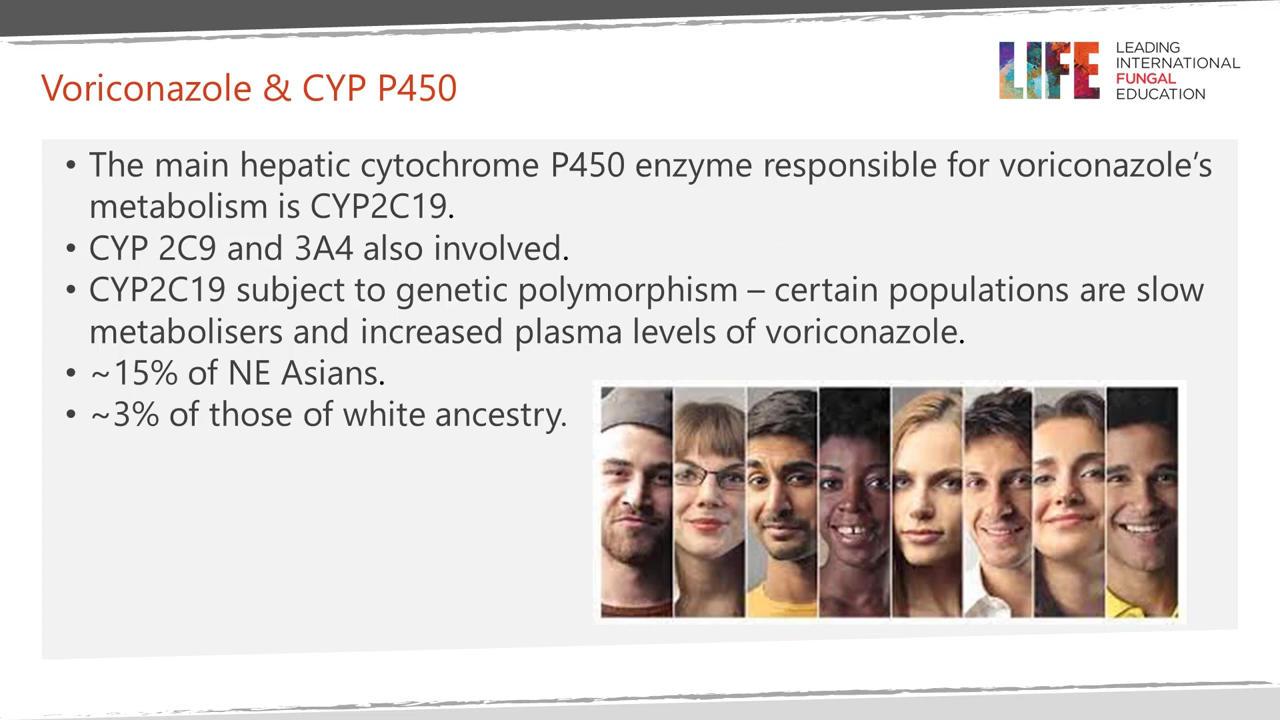 Voriconazole & CYP P450
LIFE
LEADING
INTERNATIONAL
FUNGAL
EDUCATION
• The main hepatic cytochrome P450 enzyme responsible for voriconazole’s
metabolism is CYP2C19.
• CYP 2C9 and 3A4 also involved.
• CYP2C19 subject to genetic polymorphism – certain populations are slow
metabolisers and increased plasma levels of voriconazole.
• ~15% of NE Asians.
• ~3% of those of white ancestry.